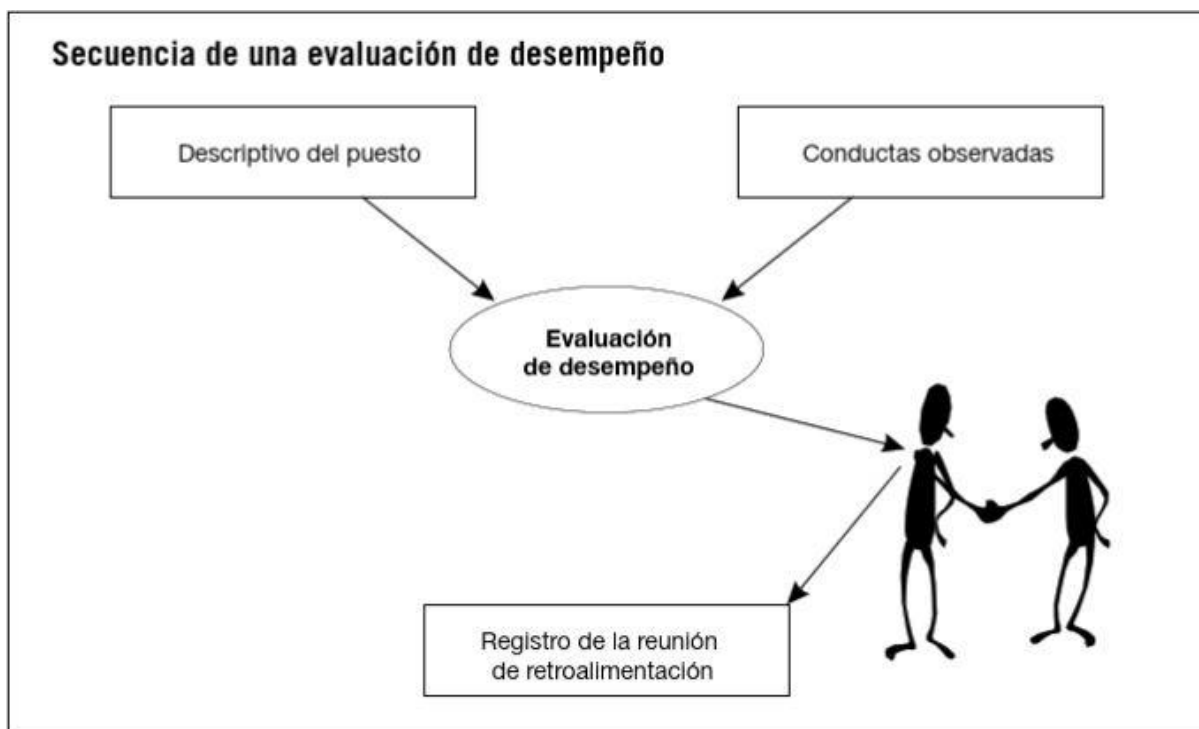 Secuencia de una evaluación de desempeño
Descriptivo del puesto
Conductas observadas
Evaluación
de desempeño
Registro de la reunión
de retroalimentación